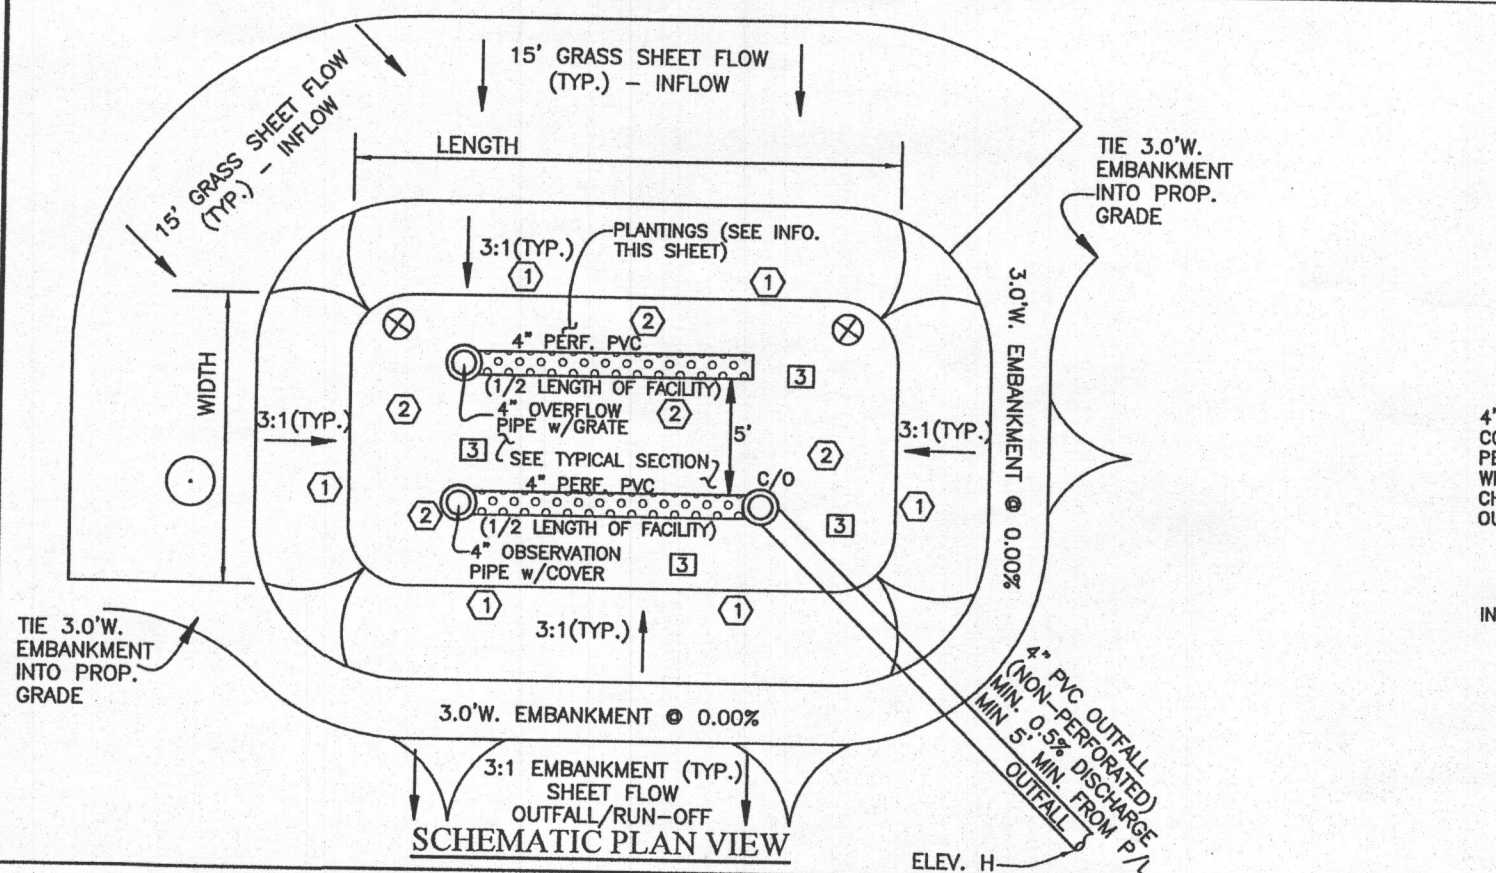 15' GRASS SHEET FLOW
(TYP.) - INFLOW
15' GRASS SHEET FLOW
(TYP.) - INFLOW
LENGTH
TIE 3.0'W.
EMBANKMENT
INTO PROP.
GRADE
PLANTINGS (SEE INFO.
THIS SHEET)
3:1(TYP.)
1
1
2
4" PERF. PVC
(1/2 LENGTH OF FACILITY)
3
WIDTH
3:1(TYP.)
2
4" OVERFLOW
PIPE w/GRATE
2
5'
3:1(TYP.)
3.0'W. EMBANKMENT @ 0.00%
3
SEE TYPICAL SECTION
2
C/O
4" PERF. PVC
1
1
2
(1/2 LENGTH OF FACILITY)
3
4" OBSERVATION
PIPE w/COVER
3
1
1
3:1(TYP.)
TIE 3.0'W.
EMBANKMENT
INTO PROP.
GRADE
3.0'W. EMBANKMENT @ 0.00%
4" PVC OUTFALL
(NON-PERFORATED)
MIN. 0.5% DISCHARGE
MIN 5' MIN. FROM P/L
OUTFALL
3:1 EMBANKMENT (TYP.)
SHEET FLOW
OUTFALL/RUN-OFF
SCHEMATIC PLAN VIEW
ELEV. H
4"